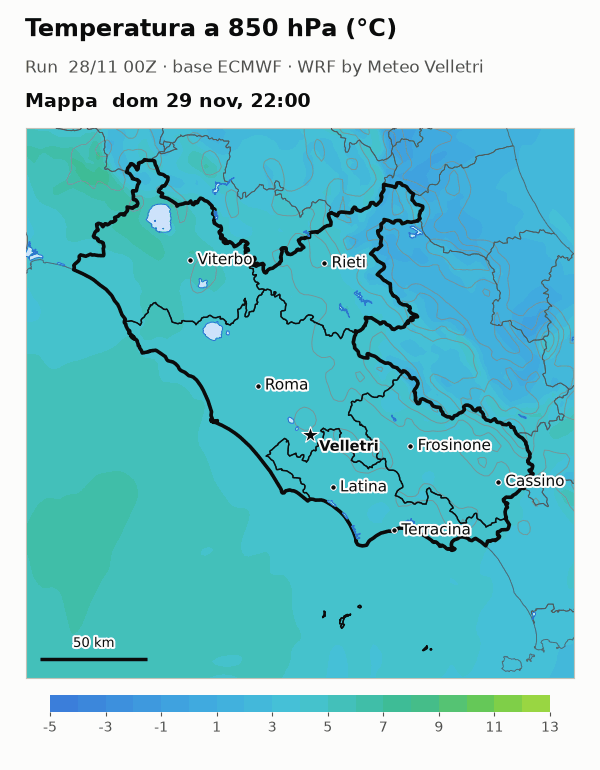 Temperatura a 850 hPa (°C)
Run  28/11 00Z · base ECMWF · WRF by Meteo Velletri
Mappa  dom 29 nov, 22:00
Viterbo
Rieti
Roma
Velletri
Frosinone
Latina
Cassino
Terracina
50 km
-5 -3 -1 1 3 5 7 9 11 13